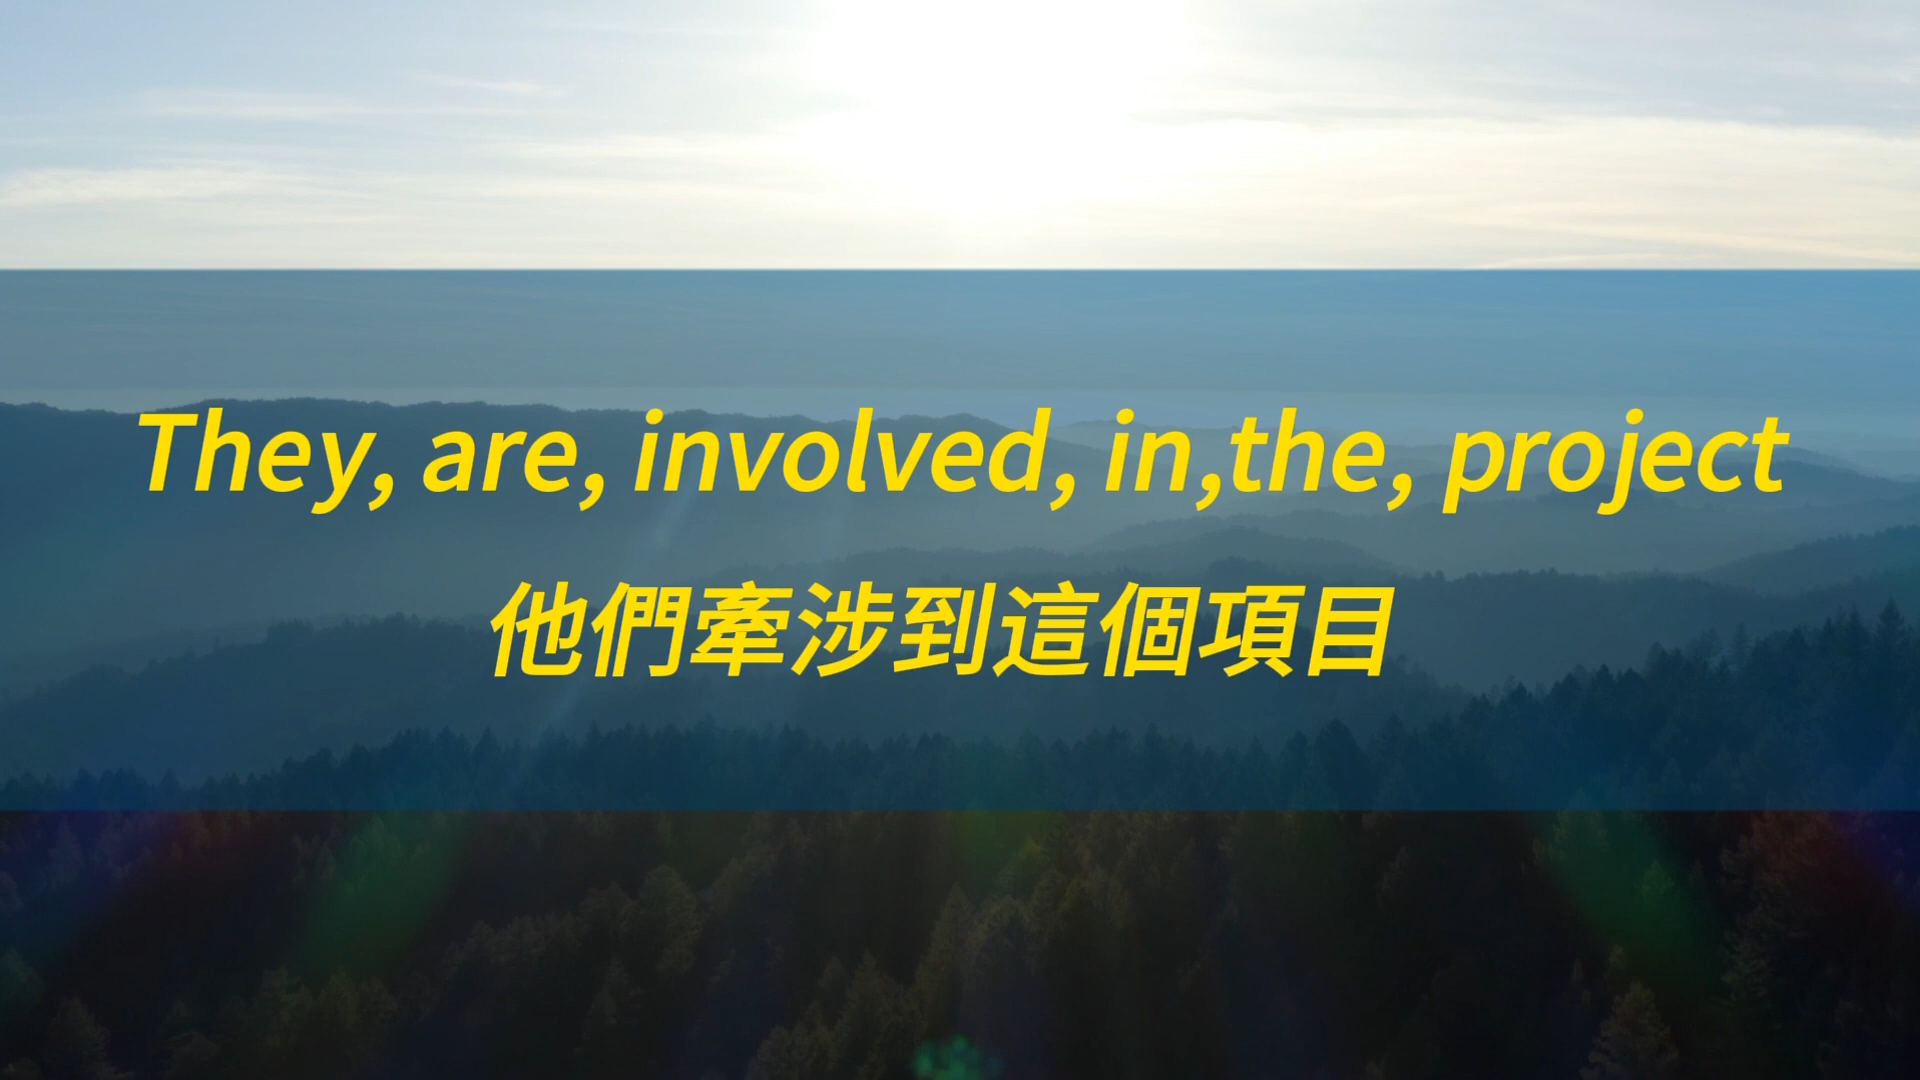 They, are, involved, in,the, project
他們牽涉到這個項目